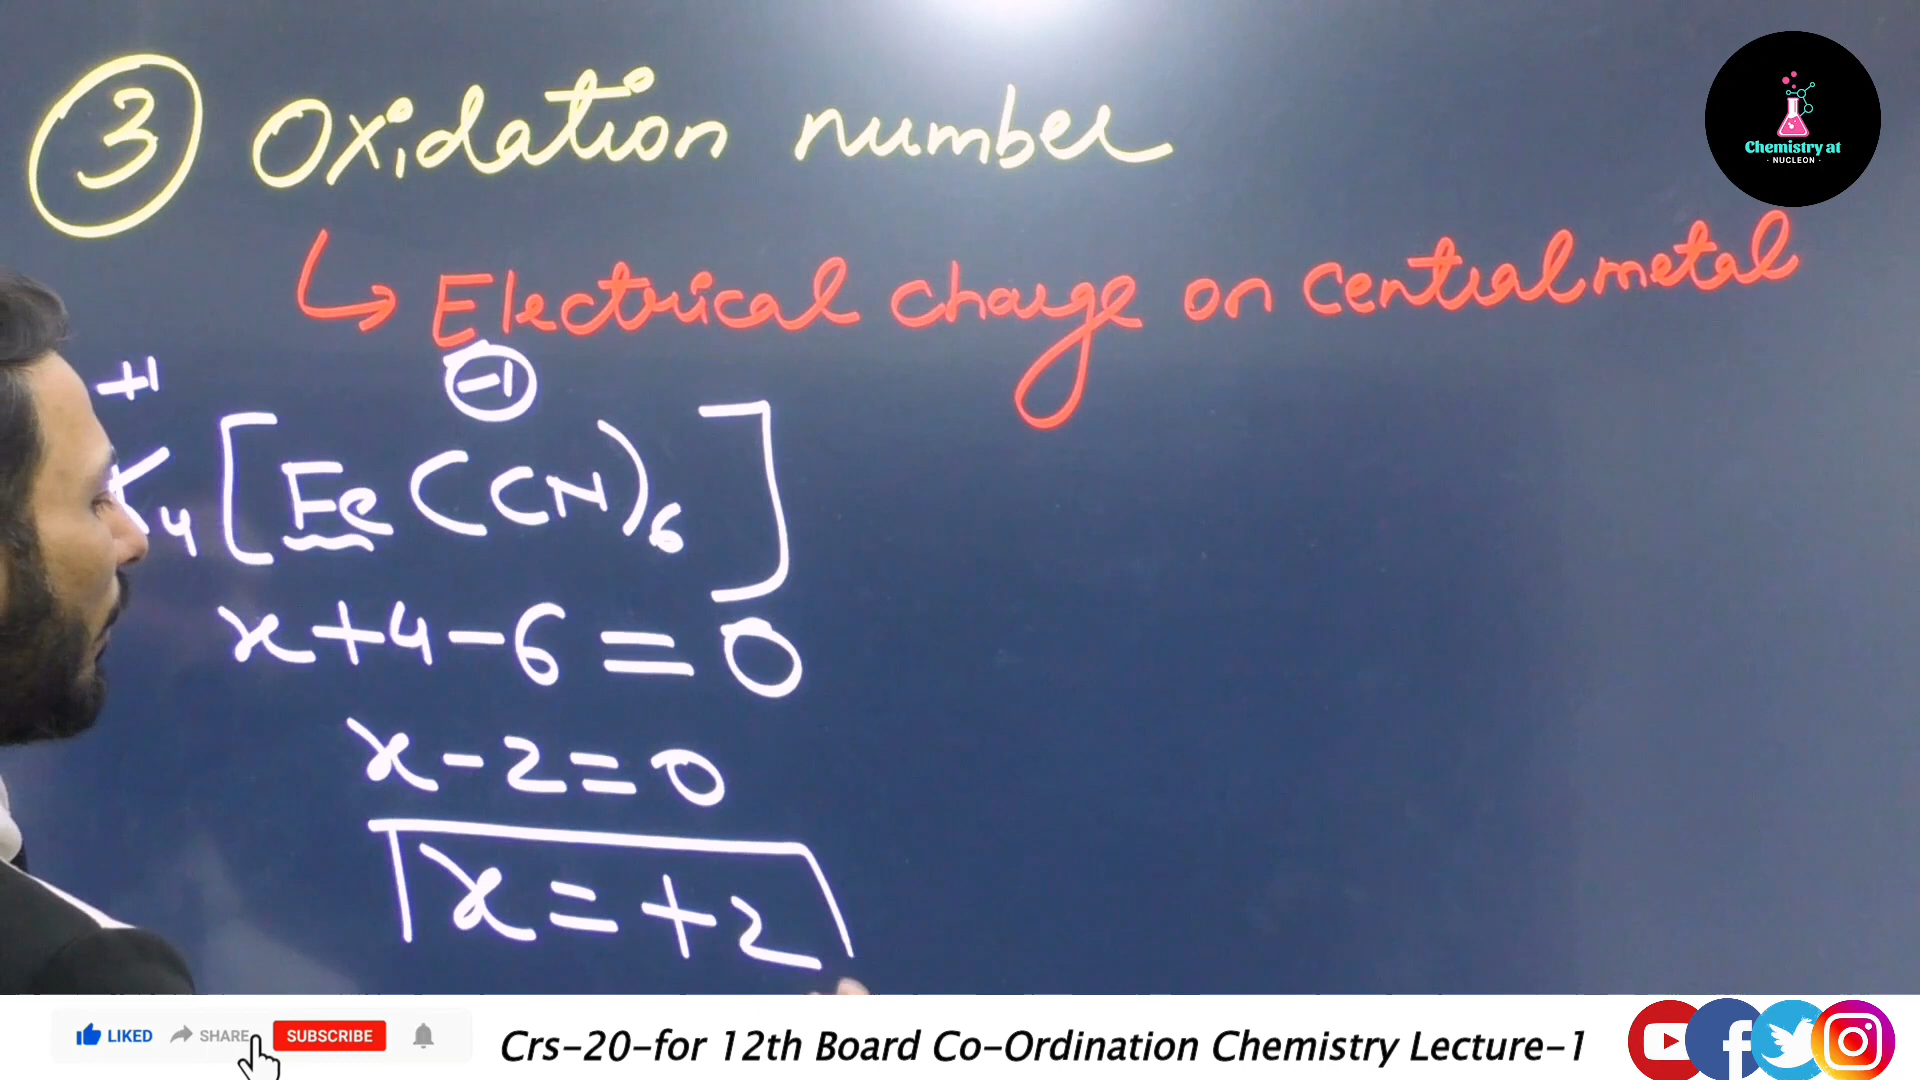 3 Oxidation number
Chemistry at
· NUCLEON ·
↳ Electrical charge on Central metal
+1 -1
K4 [Fe(CN)6]
x + 4 - 6 = 0
x - 2 = 0
x = +2
LIKED SHARE SUBSCRIBE
Crs-20-for 12th Board Co-Ordination Chemistry Lecture-1